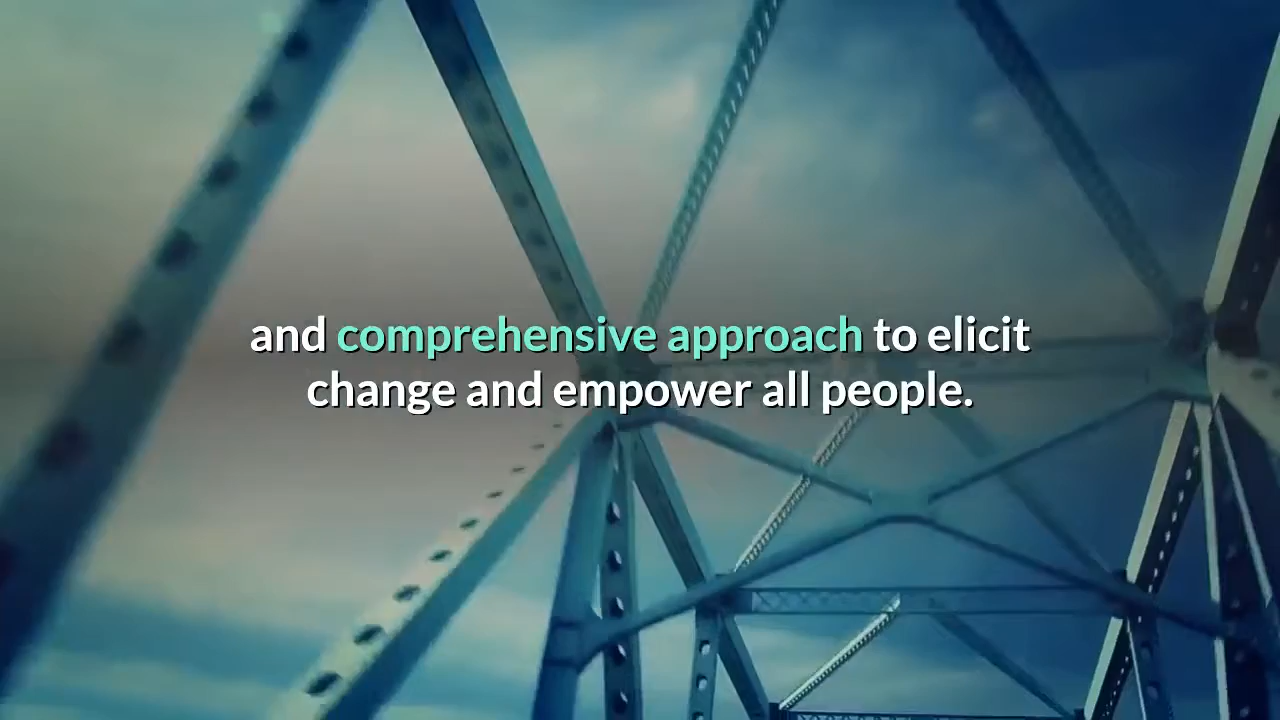 and comprehensive approach to elicit
change and empower all people.